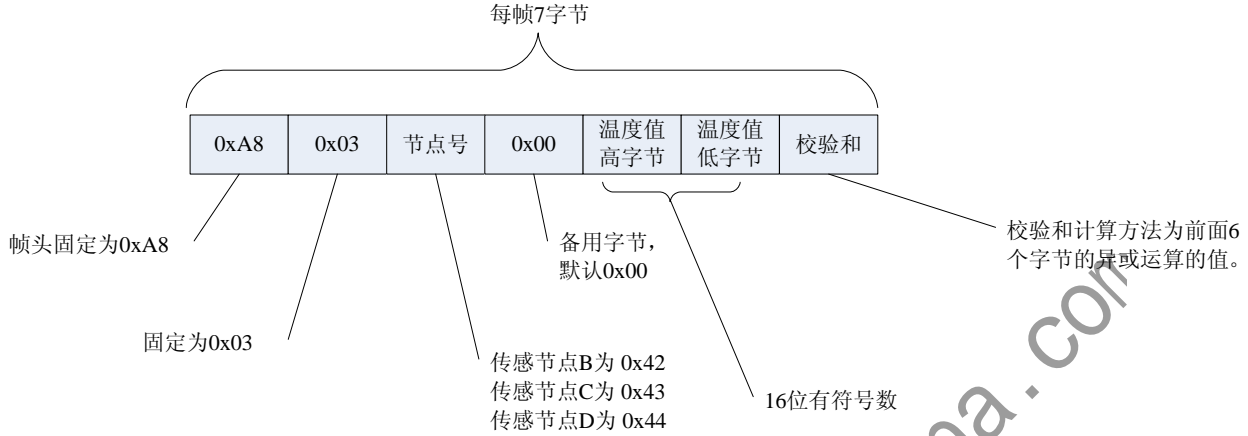 每帧7字节
0xA8 0x03 节点号 0x00 温度值 温度值 校验和
高字节 低字节
帧头固定为0xA8
固定为0x03
传感节点B为 0x42
传感节点C为 0x43
传感节点D为 0x44
备用字节，
默认0x00
16位有符号数
校验和计算方法为前面6
个字节的异或运算的值。
pa.com